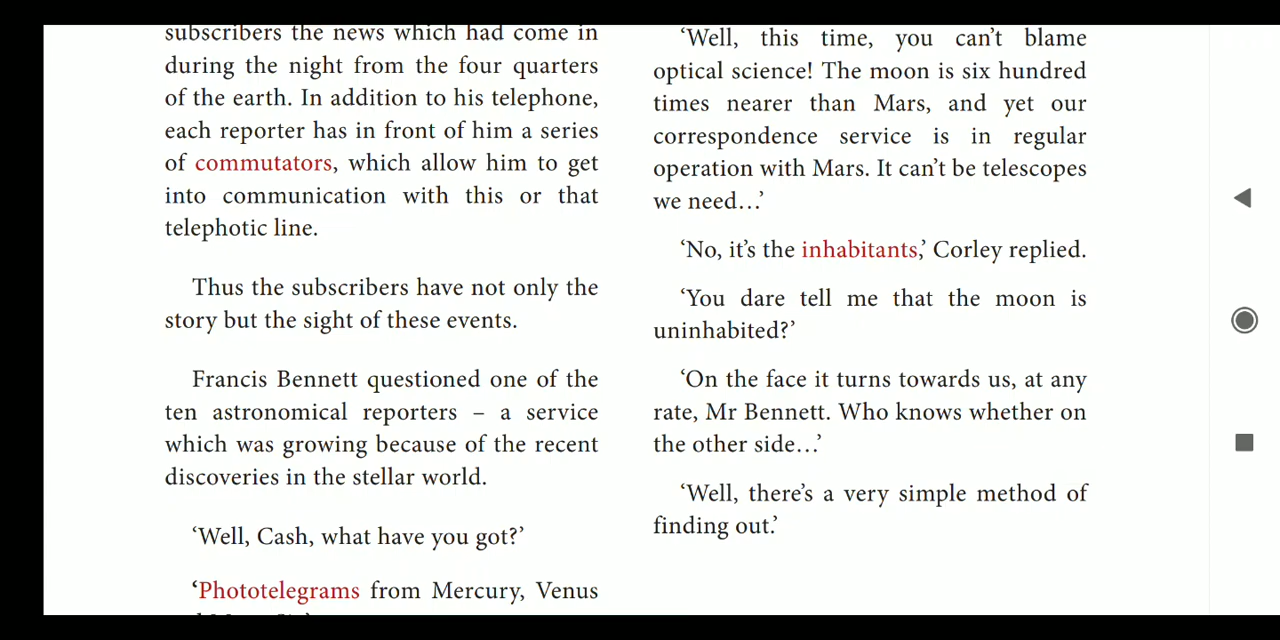 subscribers the news which had come in
during the night from the four quarters
of the earth. In addition to his telephone,
each reporter has in front of him a series
of commutators, which allow him to get
into communication with this or that
telephotic line.
Thus the subscribers have not only the
story but the sight of these events.
Francis Bennett questioned one of the
ten astronomical reporters – a service
which was growing because of the recent
discoveries in the stellar world.
‘Well, Cash, what have you got?’
‘Phototelegrams from Mercury, Venus
‘Well, this time, you can’t blame
optical science! The moon is six hundred
times nearer than Mars, and yet our
correspondence service is in regular
operation with Mars. It can’t be telescopes
we need…’
‘No, it’s the inhabitants,’ Corley replied.
‘You dare tell me that the moon is
uninhabited?’
‘On the face it turns towards us, at any
rate, Mr Bennett. Who knows whether on
the other side…’
‘Well, there’s a very simple method of
finding out.’